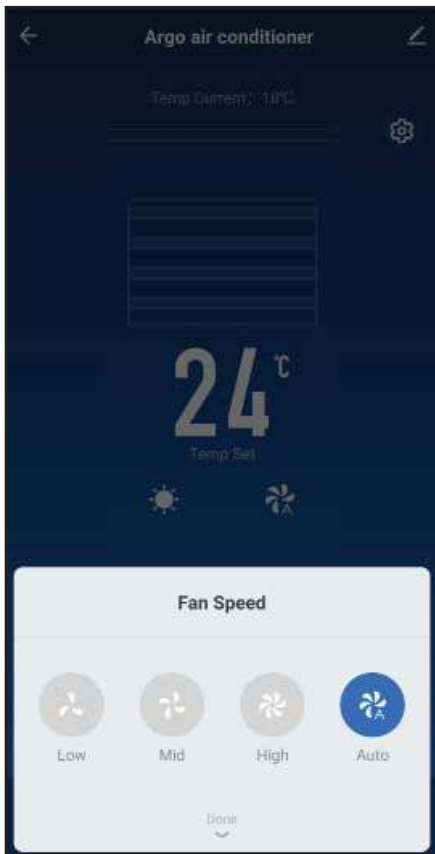 Argo air conditioner
Temp Current: 18°C
24 °C
Temp Set
A
Fan Speed
A
Low Mid High Auto
Done